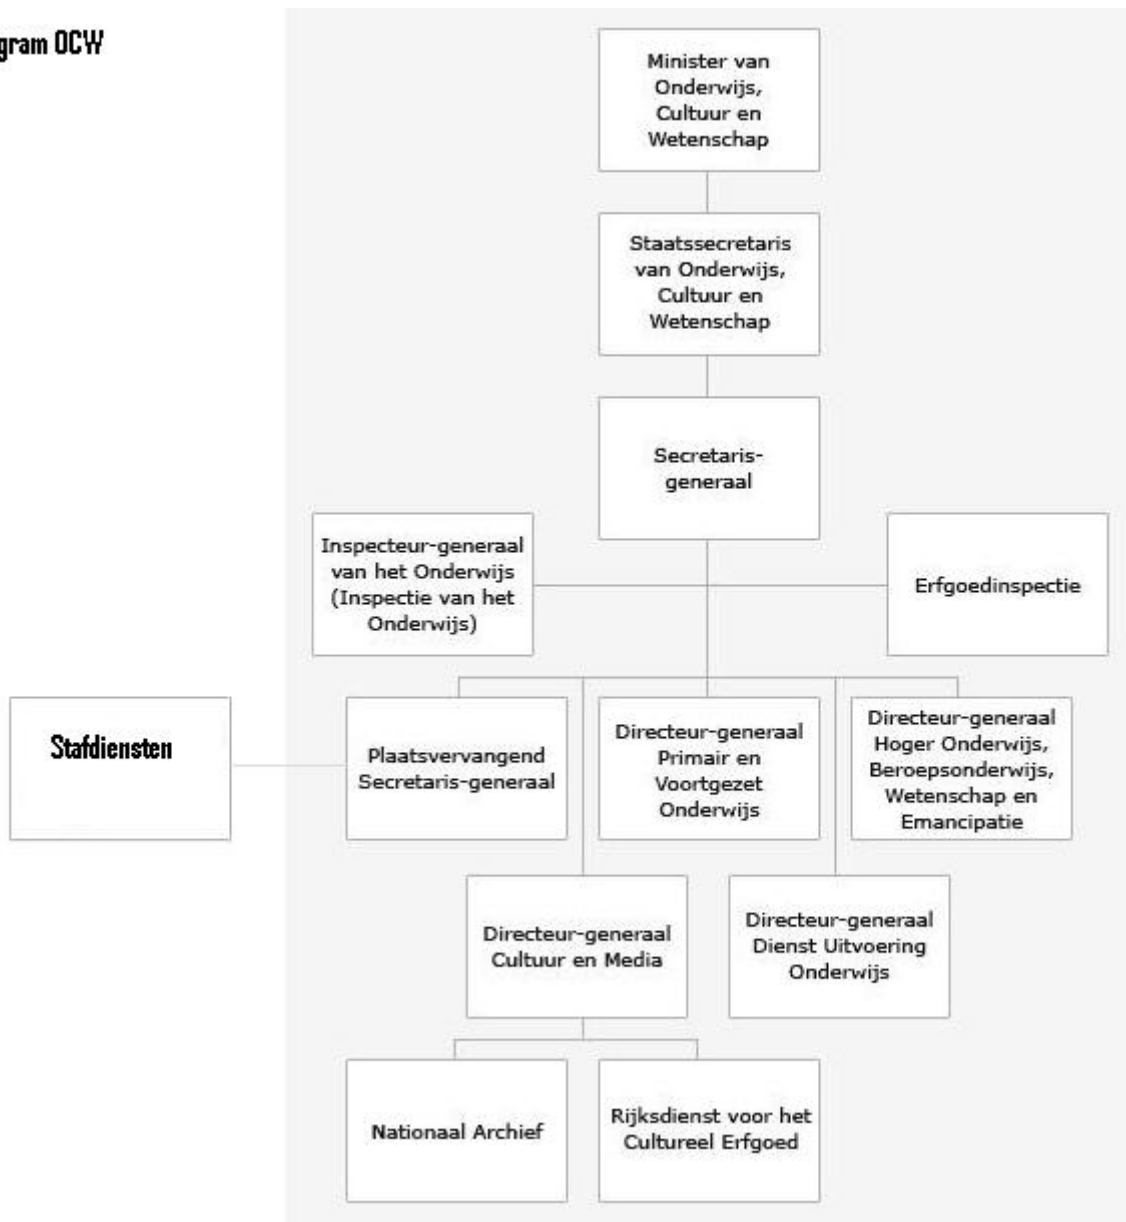 gram OCW
Minister van
Onderwijs,
Cultuur en
Wetenschap
Staatssecretaris
van Onderwijs,
Cultuur en
Wetenschap
Secretaris-
generaal
Inspecteur-generaal
van het Onderwijs
(Inspectie van het
Onderwijs)
Erfgoedinspectie
Stafdiensten
Plaatsvervangend
Secretaris-generaal
Directeur-generaal
Primair en
Voortgezet
Onderwijs
Directeur-generaal
Hoger Onderwijs,
Beroepsonderwijs,
Wetenschap en
Emancipatie
Directeur-generaal
Cultuur en Media
Directeur-generaal
Dienst Uitvoering
Onderwijs
Nationaal Archief
Rijksdienst voor het
Cultureel Erfgoed